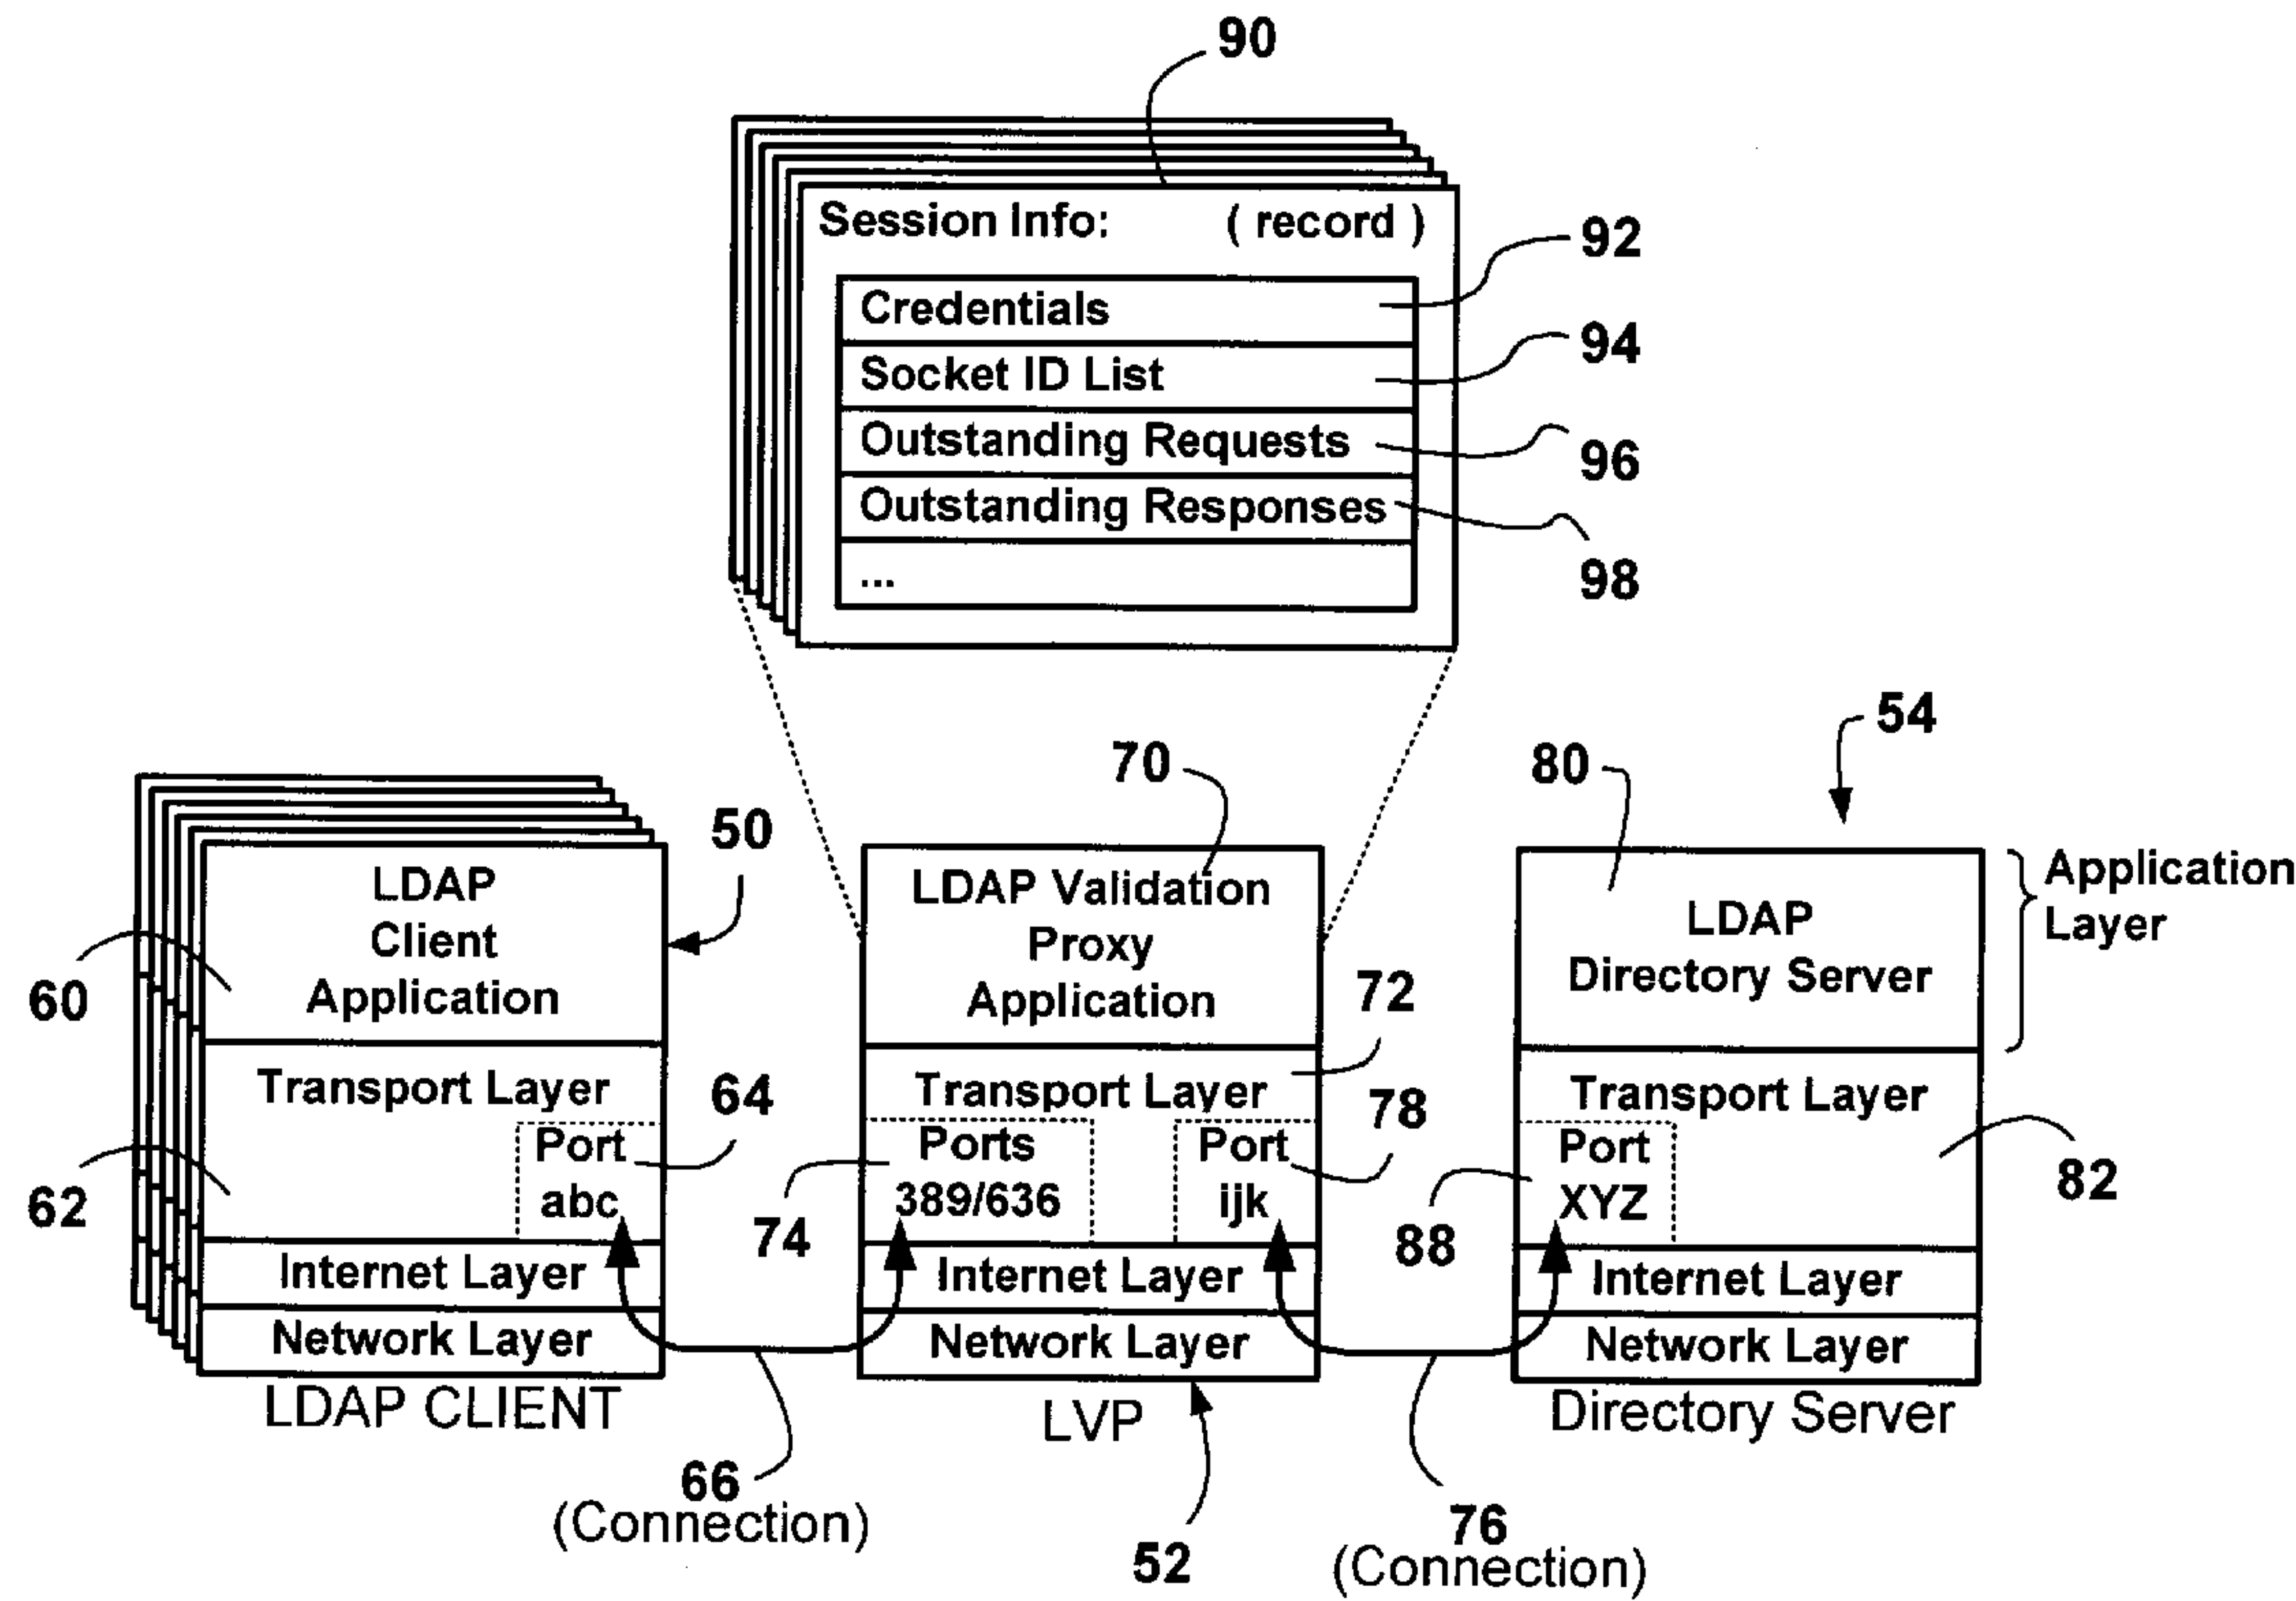 90
Session Info: ( record )
92
Credentials
94
Socket ID List
Outstanding Requests
96
Outstanding Responses
98
...
54
70
80
50
LDAP
Client
Application
LDAP Validation
Proxy
Application
LDAP
Directory Server
Application
Layer
60
72
Transport Layer
64
Port
abc
62
Transport Layer
78
Ports
389/636
74
Port
ijk
Transport Layer
Port
XYZ
88
82
Internet Layer
Internet Layer
Internet Layer
Network Layer
Network Layer
Network Layer
LDAP CLIENT
LVP
Directory Server
66
(Connection)
52
76
(Connection)